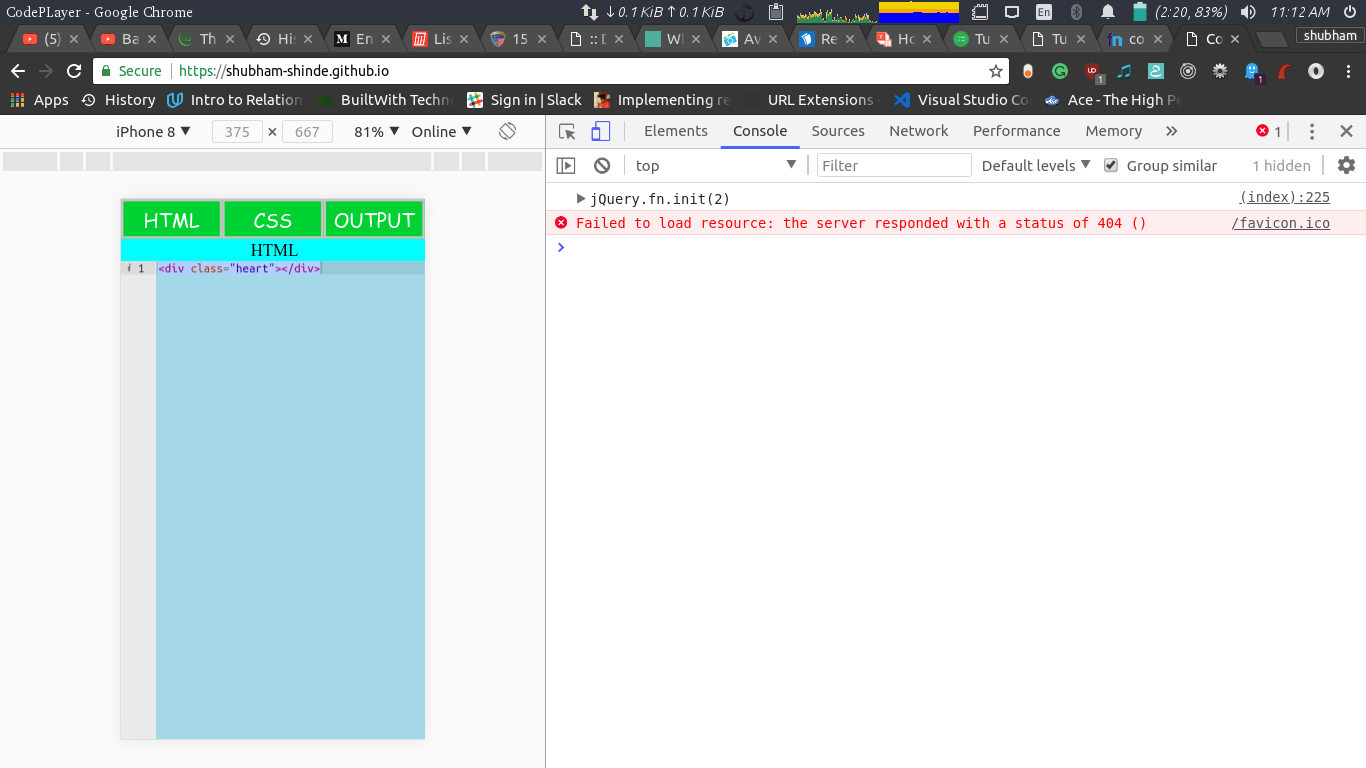 CodePLayer - Google Chrome
↓0.1 KiB ↑ 0.1 KiB
En
(2:20, 83%)
11:12 AM
(5)
Ba
Th
His
En
Lis
15
:: D
Wh
Av
Re
Ho
Tu
Tu
co
Co
shubham
Secure
https://shubham-shinde.github.io
1
1
Apps
History
Intro to Relation
BuiltWith Techno
Sign in | Slack
Implementing re
URL Extensions -
Visual Studio Co
Ace - The High Pe
iPhone 8 ▼
375 × 667
81% ▼
Online ▼
Elements
Console
Sources
Network
Performance
Memory
»
1
top
Filter
Default levels ▼
Group similar
1 hidden
▶jQuery.fn.init(2)
(index):225
Failed to load resource: the server responded with a status of 404 ()
/favicon.ico
HTML
CSS
OUTPUT
HTML
i 1 <div class="heart"></div>